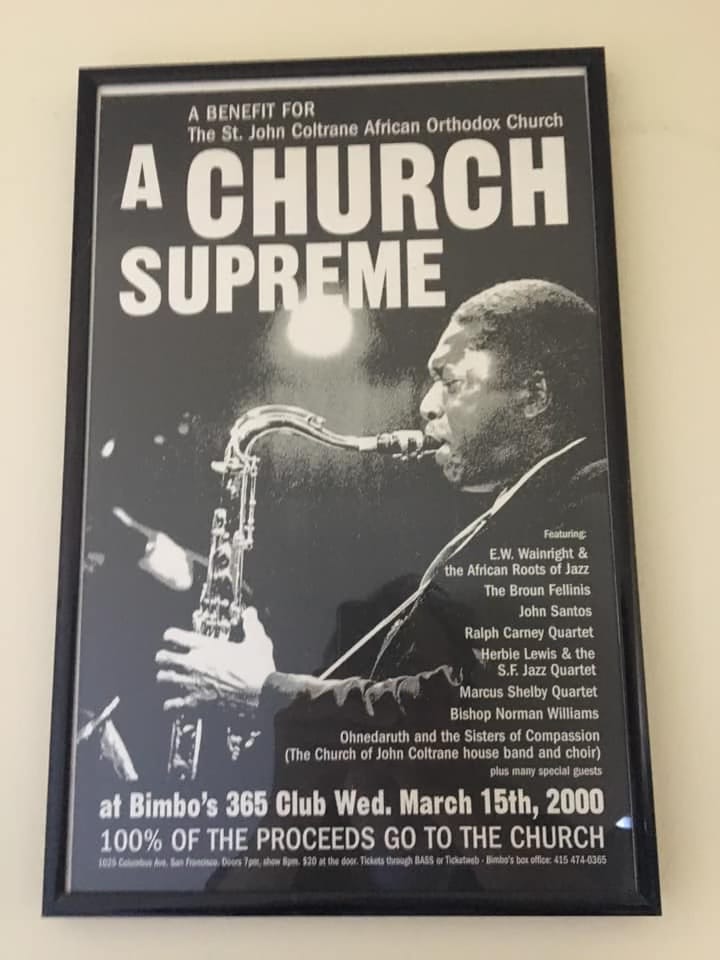 A BENEFIT FOR
The St. John Coltrane African Orthodox Church
A CHURCH
SUPREME
Featuring:
E.W. Wainright &
the African Roots of Jazz
The Broun Fellinis
John Santos
Ralph Carney Quartet
Herbie Lewis & the
S.F. Jazz Quartet
Marcus Shelby Quartet
Bishop Norman Williams
Ohnedaruth and the Sisters of Compassion
(The Church of John Coltrane house band and choir)
plus many special guests
at Bimbo's 365 Club Wed. March 15th, 2000
100% OF THE PROCEEDS GO TO THE CHURCH
1025 Columbus Ave. San Francisco. Doors 7pm, show 8pm. $20 at the door. Tickets through BASS or Ticketweb - Bimbo's box office: 415 474-0365